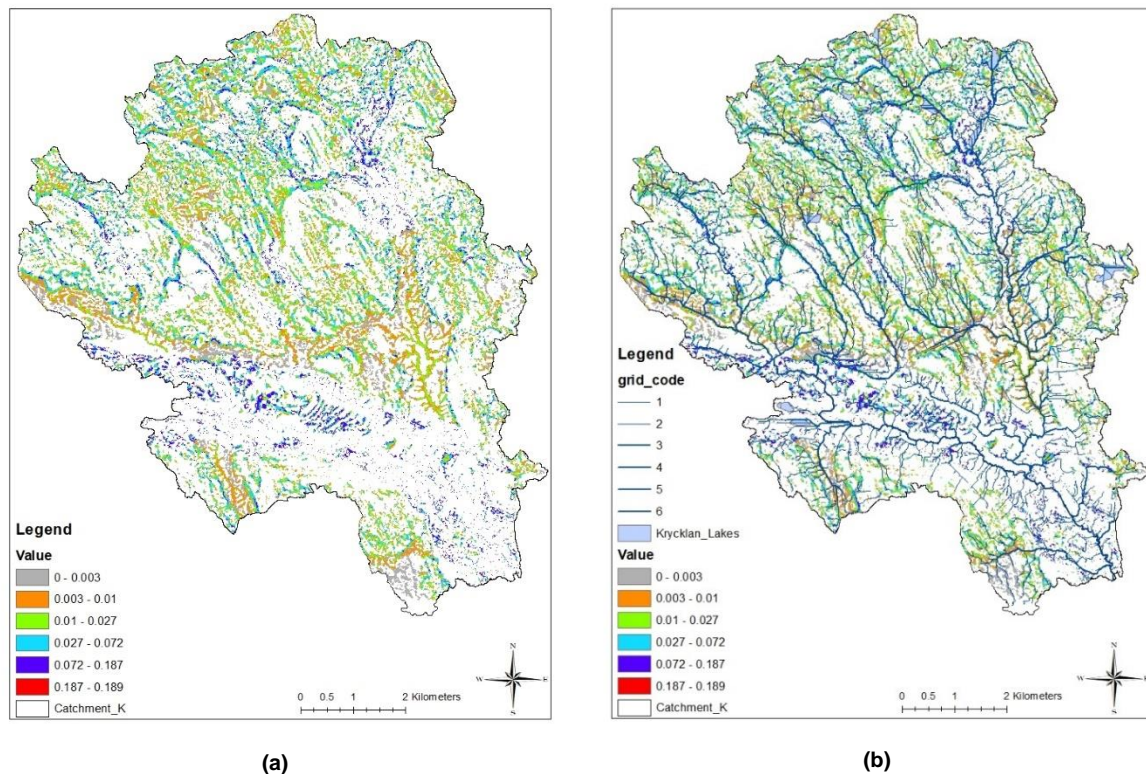 Legend
Value
0 - 0.003
0.003 - 0.01
0.01 - 0.027
0.027 - 0.072
0.072 - 0.187
0.187 - 0.189
Catchment_K
0 0.5 1 2 Kilometers
N
W E
S
(a)
Legend
grid_code
1
2
3
4
5
6
Krycklan_Lakes
Value
0 - 0.003
0.003 - 0.01
0.01 - 0.027
0.027 - 0.072
0.072 - 0.187
0.187 - 0.189
Catchment_K
0 0.5 1 2 Kilometers
N
W E
S
(b)